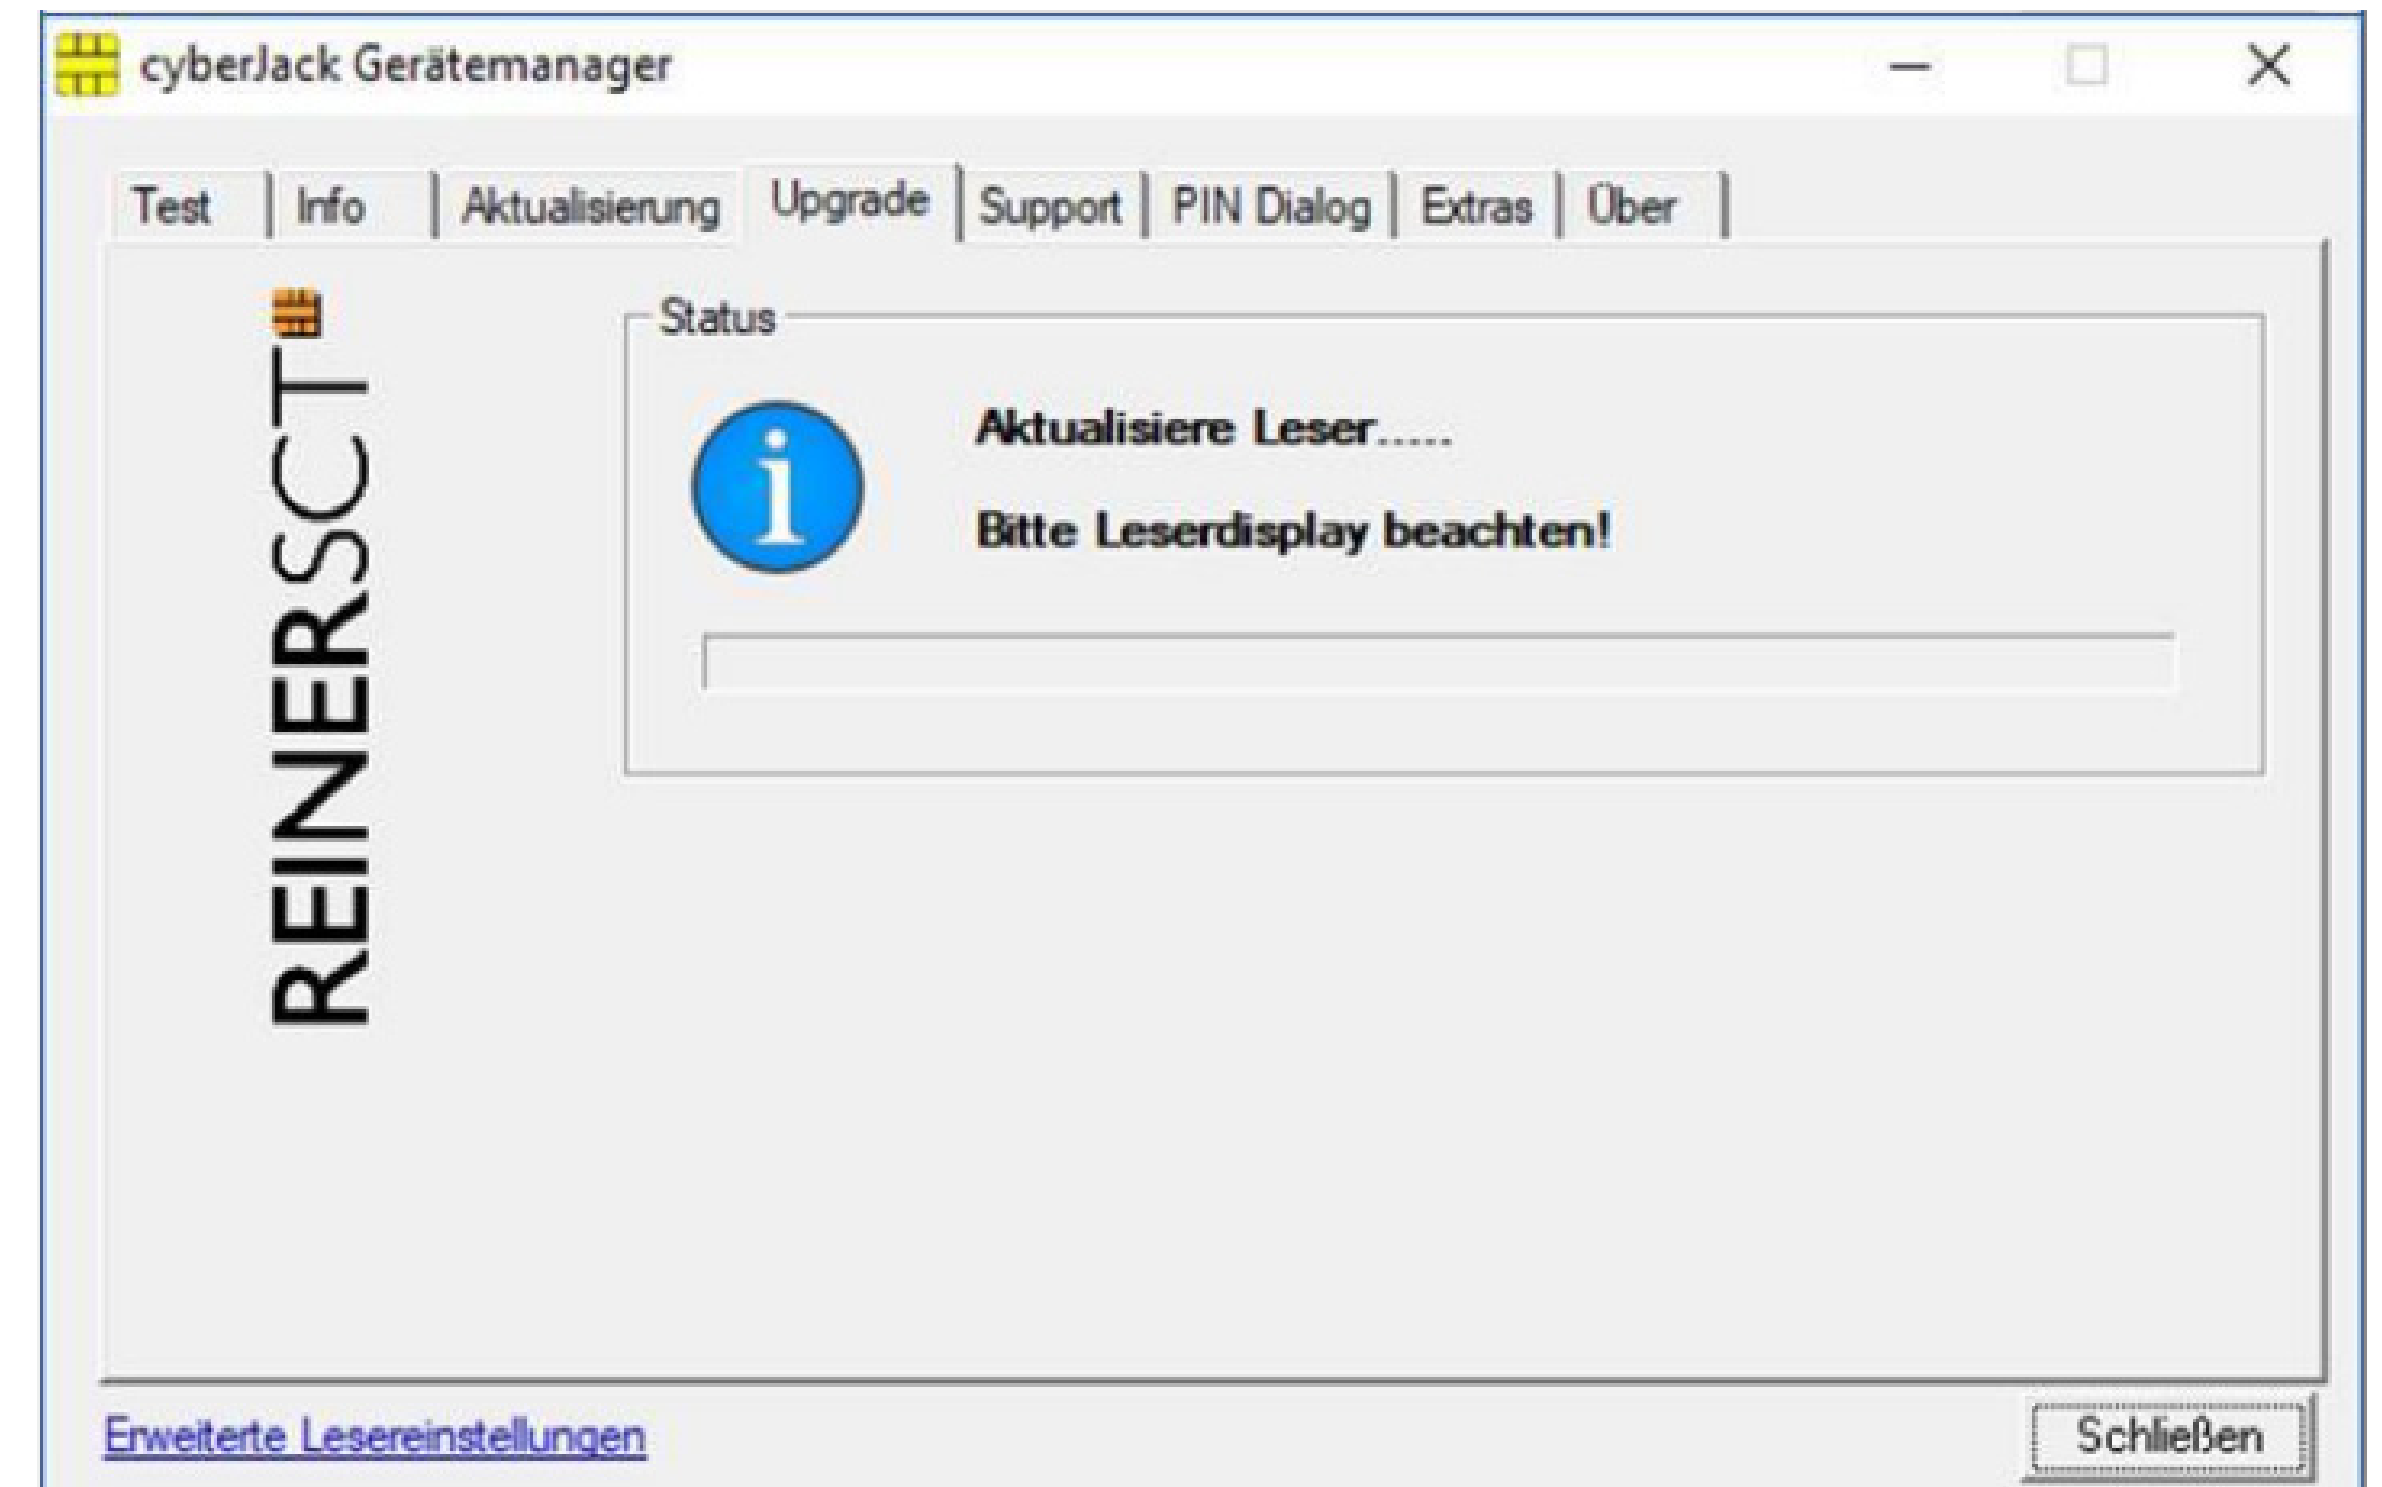 cyberJack Gerätemanager
Test Info Aktualisierung Upgrade Support PIN Dialog Extras Über
REINERSCT
Status
Aktualisiere Leser.....
Bitte Leserdisplay beachten!
Erweiterte Lesereinstellungen
Schließen